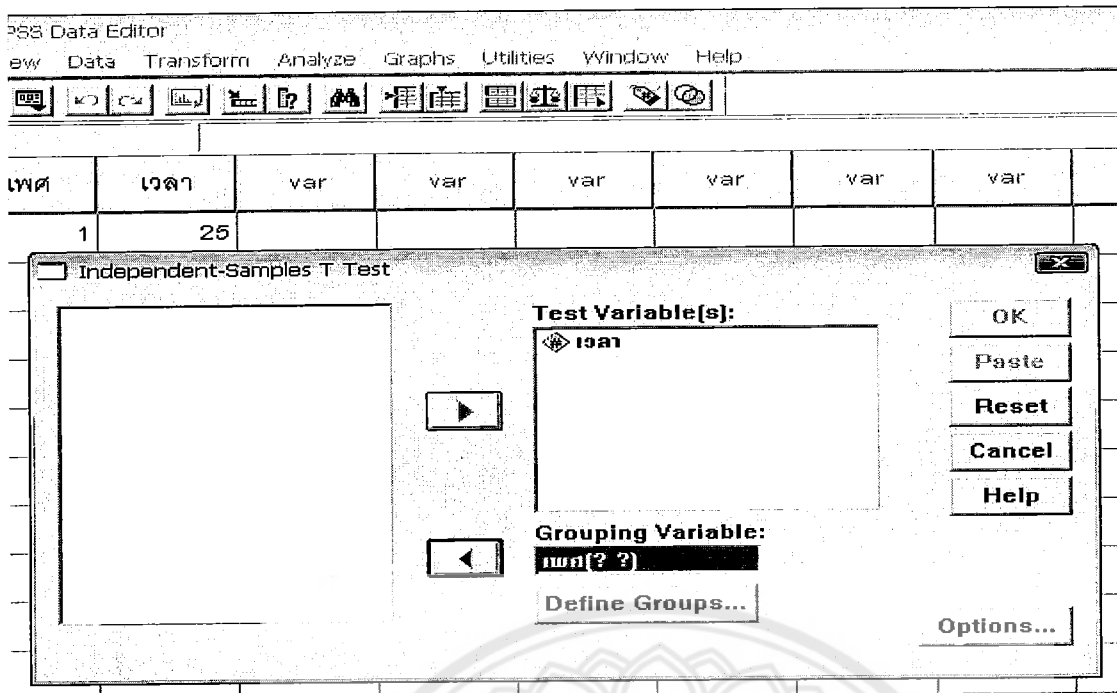 PSS Data Editor
ew Data Transform Analyze Graphs Utilities Window Help
เพศ เวลา var var var var var var
1 25
Independent-Samples T Test
Test Variable(s):
เวลา
Grouping Variable:
เพศ(? ?)
Define Groups...
OK
Paste
Reset
Cancel
Help
Options...